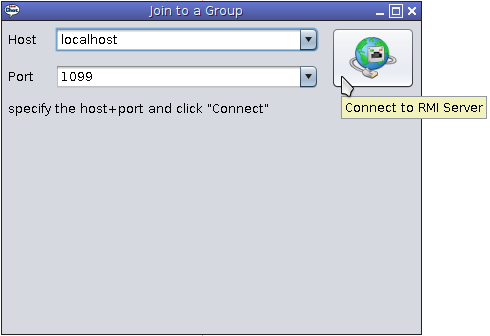 Join to a Group
Host localhost
Port 1099
specify the host+port and click "Connect"
Connect to RMI Server